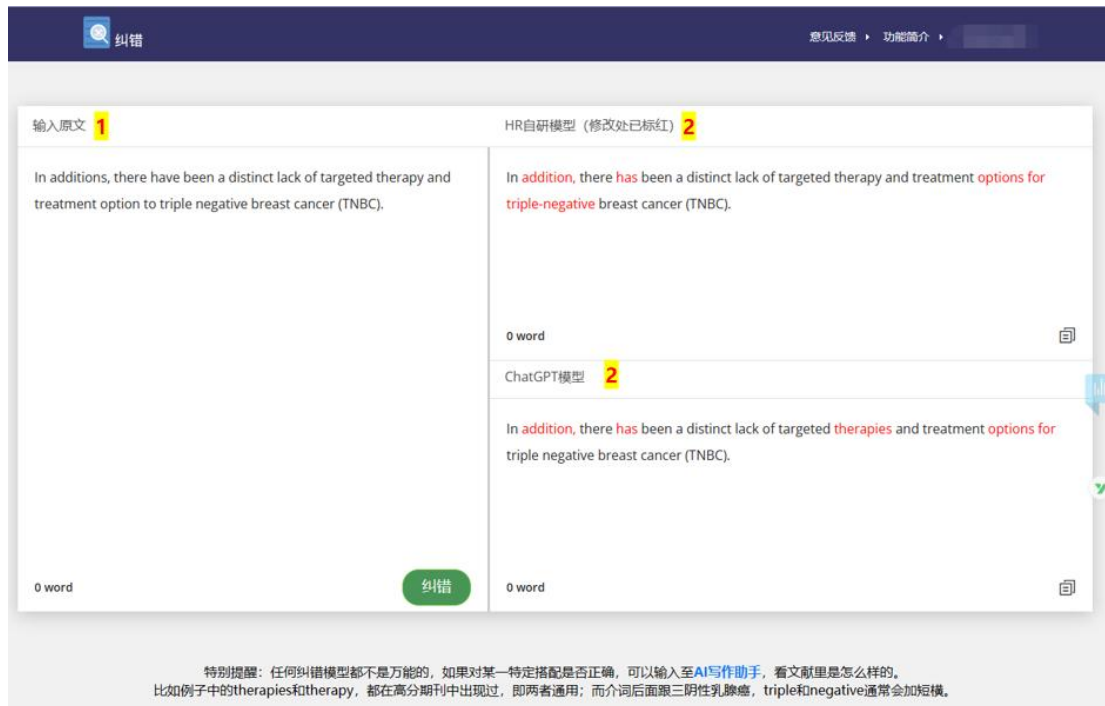 纠错
意见反馈
功能简介
输入原文 1
In additions, there have been a distinct lack of targeted therapy and
treatment option to triple negative breast cancer (TNBC).
0 word
纠错
HR自研模型（修改处已标红） 2
In addition, there has been a distinct lack of targeted therapy and treatment options for
triple-negative breast cancer (TNBC).
0 word
ChatGPT模型 2
In addition, there has been a distinct lack of targeted therapies and treatment options for
triple negative breast cancer (TNBC).
0 word
特别提醒：任何纠错模型都不是万能的，如果对某一特定搭配是否正确，可以输入至AI写作助手，看文献里是怎么样的。
比如例子中的therapies和therapy，都在高分期刊中出现过，即两者通用；而介词后面跟三阴性乳腺癌，triple和negative通常会加短横。